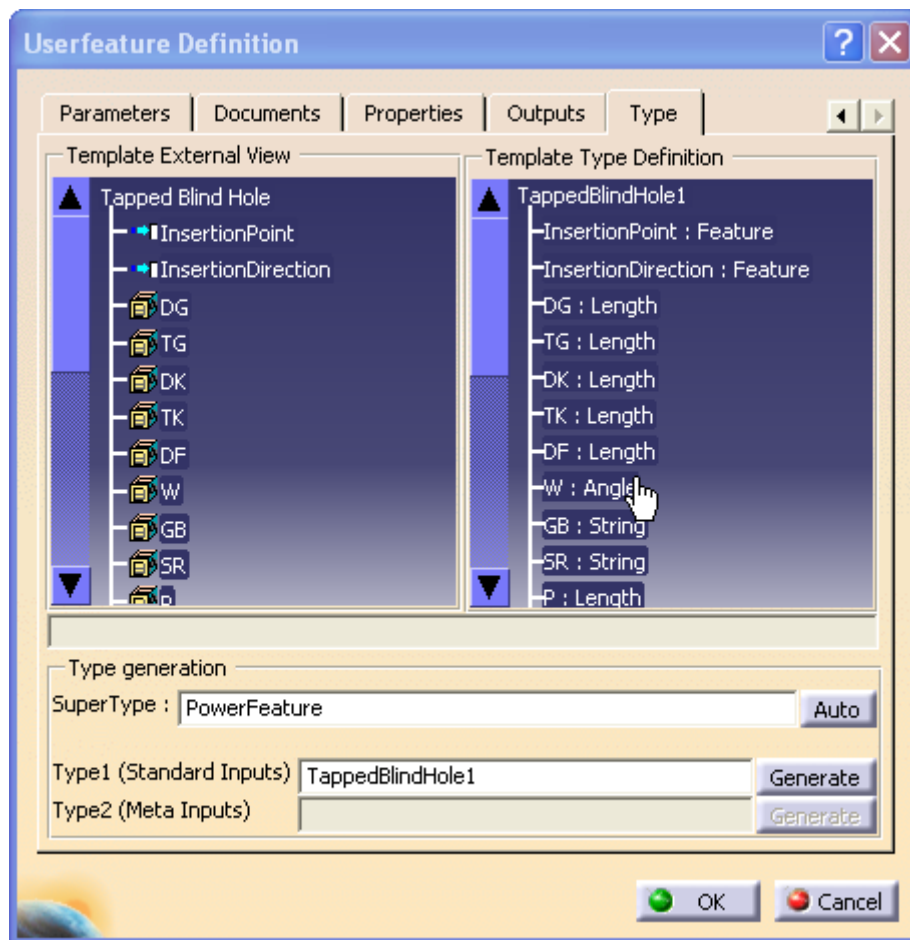 Userfeature Definition
Parameters Documents Properties Outputs Type
Template External View
Tapped Blind Hole
InsertionPoint
InsertionDirection
DG
TG
DK
TK
DF
W
GB
SR
P
Template Type Definition
TappedBlindHole1
InsertionPoint : Feature
InsertionDirection : Feature
DG : Length
TG : Length
DK : Length
TK : Length
DF : Length
W : Angle
GB : String
SR : String
P : Length
Type generation
SuperType : PowerFeature Auto
Type1 (Standard Inputs) TappedBlindHole1 Generate
Type2 (Meta Inputs) Generate
OK Cancel